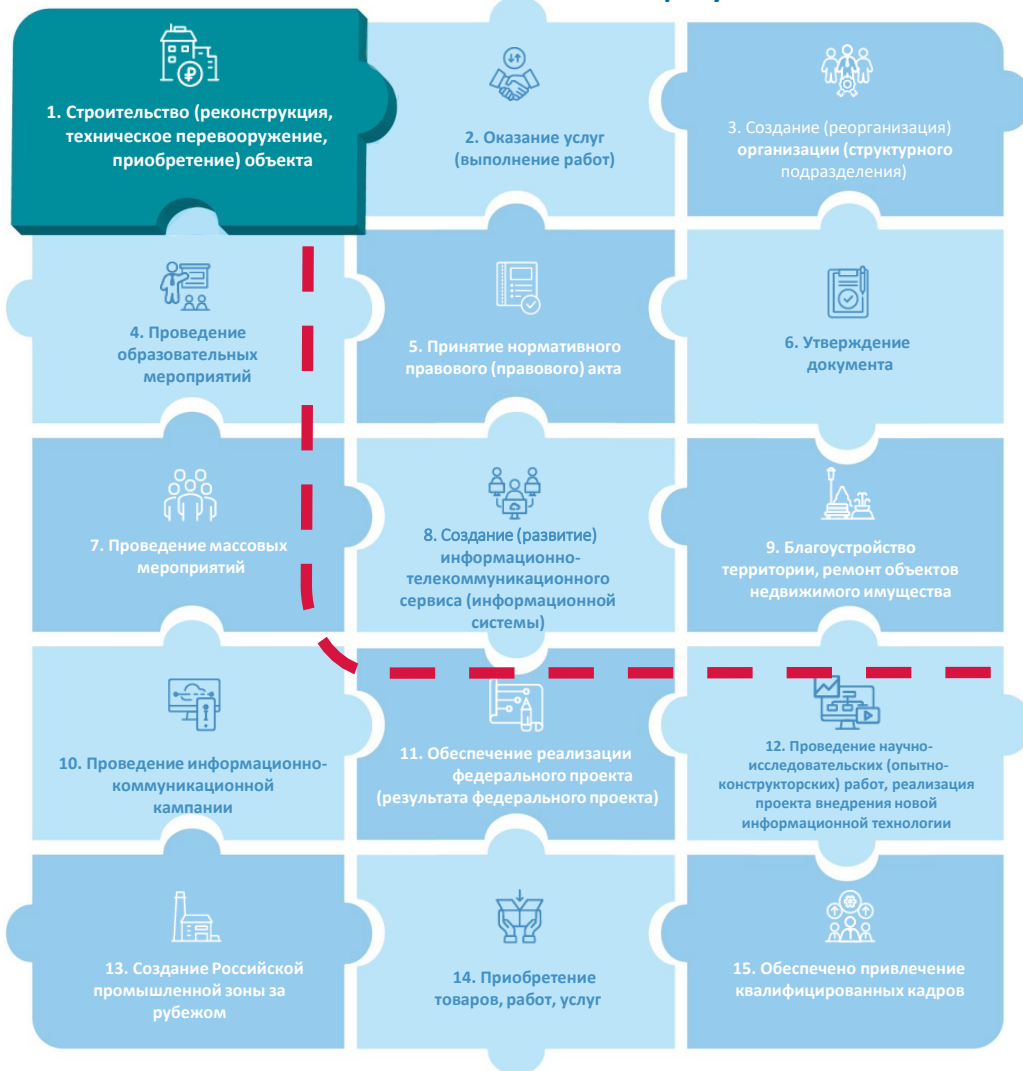 1. Строительство (реконструкция,
техническое перевооружение,
приобретение) объекта
2. Оказание услуг
(выполнение работ)
3. Создание (реорганизация)
организации (структурного
подразделения)
4. Проведение
образовательных
мероприятий
5. Принятие нормативного
правового (правового) акта
6. Утверждение
документа
7. Проведение массовых
мероприятий
8. Создание (развитие)
информационно-
телекоммуникационного
сервиса (информационной
системы)
9. Благоустройство
территории, ремонт объектов
недвижимого имущества
10. Проведение информационно-
коммуникационной
кампании
11. Обеспечение реализации
федерального проекта
(результата федерального проекта)
12. Проведение научно-
исследовательских (опытно-
конструкторских) работ, реализация
проекта внедрения новой
информационной технологии
13. Создание Российской
промышленной зоны за
рубежом
14. Приобретение
товаров, работ, услуг
15. Обеспечено привлечение
квалифицированных кадров